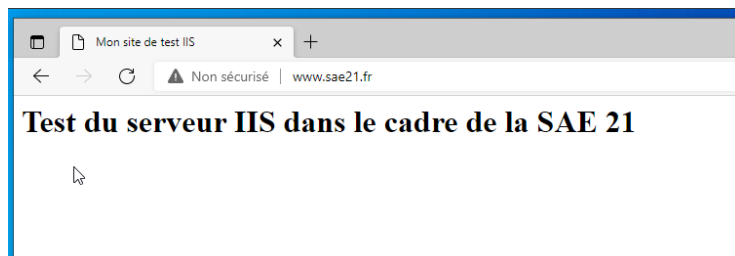 Mon site de test IIS
Non sécurisé | www.sae21.fr
Test du serveur IIS dans le cadre de la SAE 21